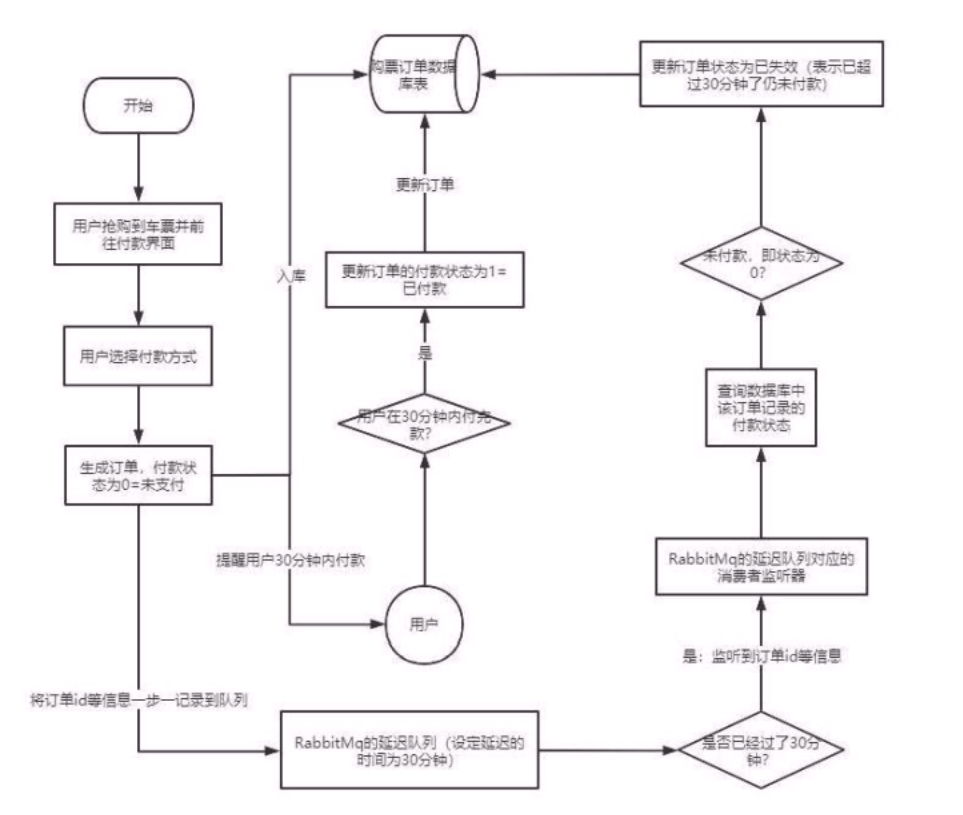 开始
用户抢购到车票并前
往付款界面
用户选择付款方式
生成订单，付款状
态为0=未支付
入库
购票订单数据
库表
更新订单
更新订单的付款状态为1=
已付款
是
用户在30分钟内付完
款？
提醒用户30分钟内付款
用户
将订单id等信息一步一记录到队列
RabbitMq的延迟队列（设定延迟的
时间为30分钟）
是否已经过了30分
钟？
是：监听到订单id等信息
RabbitMq的延迟队列对应的
消费者监听器
查询数据库中
该订单记录的
付款状态
未付款，即状态为
0？
更新订单状态为已失效（表示已超
过30分钟了仍未付款）